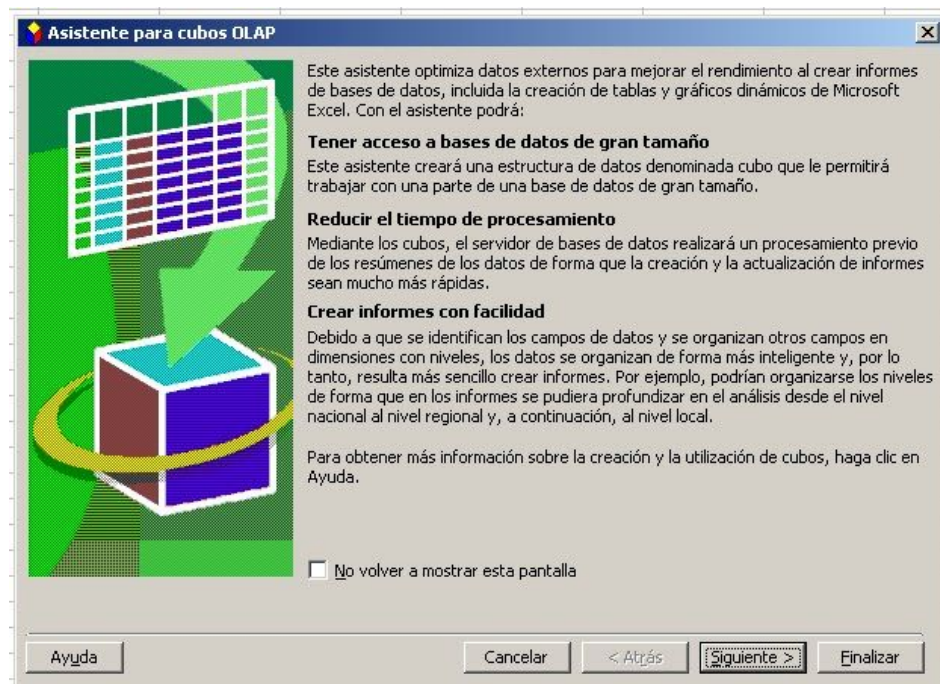 Asistente para cubos OLAP
Este asistente optimiza datos externos para mejorar el rendimiento al crear informes
de bases de datos, incluida la creación de tablas y gráficos dinámicos de Microsoft
Excel. Con el asistente podrá:
Tener acceso a bases de datos de gran tamaño
Este asistente creará una estructura de datos denominada cubo que le permitirá
trabajar con una parte de una base de datos de gran tamaño.
Reducir el tiempo de procesamiento
Mediante los cubos, el servidor de bases de datos realizará un procesamiento previo
de los resúmenes de los datos de forma que la creación y la actualización de informes
sean mucho más rápidas.
Crear informes con facilidad
Debido a que se identifican los campos de datos y se organizan otros campos en
dimensiones con niveles, los datos se organizan de forma más inteligente y, por lo
tanto, resulta más sencillo crear informes. Por ejemplo, podrían organizarse los niveles
de forma que en los informes se pudiera profundizar en el análisis desde el nivel
nacional al nivel regional y, a continuación, al nivel local.
Para obtener más información sobre la creación y la utilización de cubos, haga clic en
Ayuda.
No volver a mostrar esta pantalla
Ayuda Cancelar < Atrás Siguiente > Finalizar